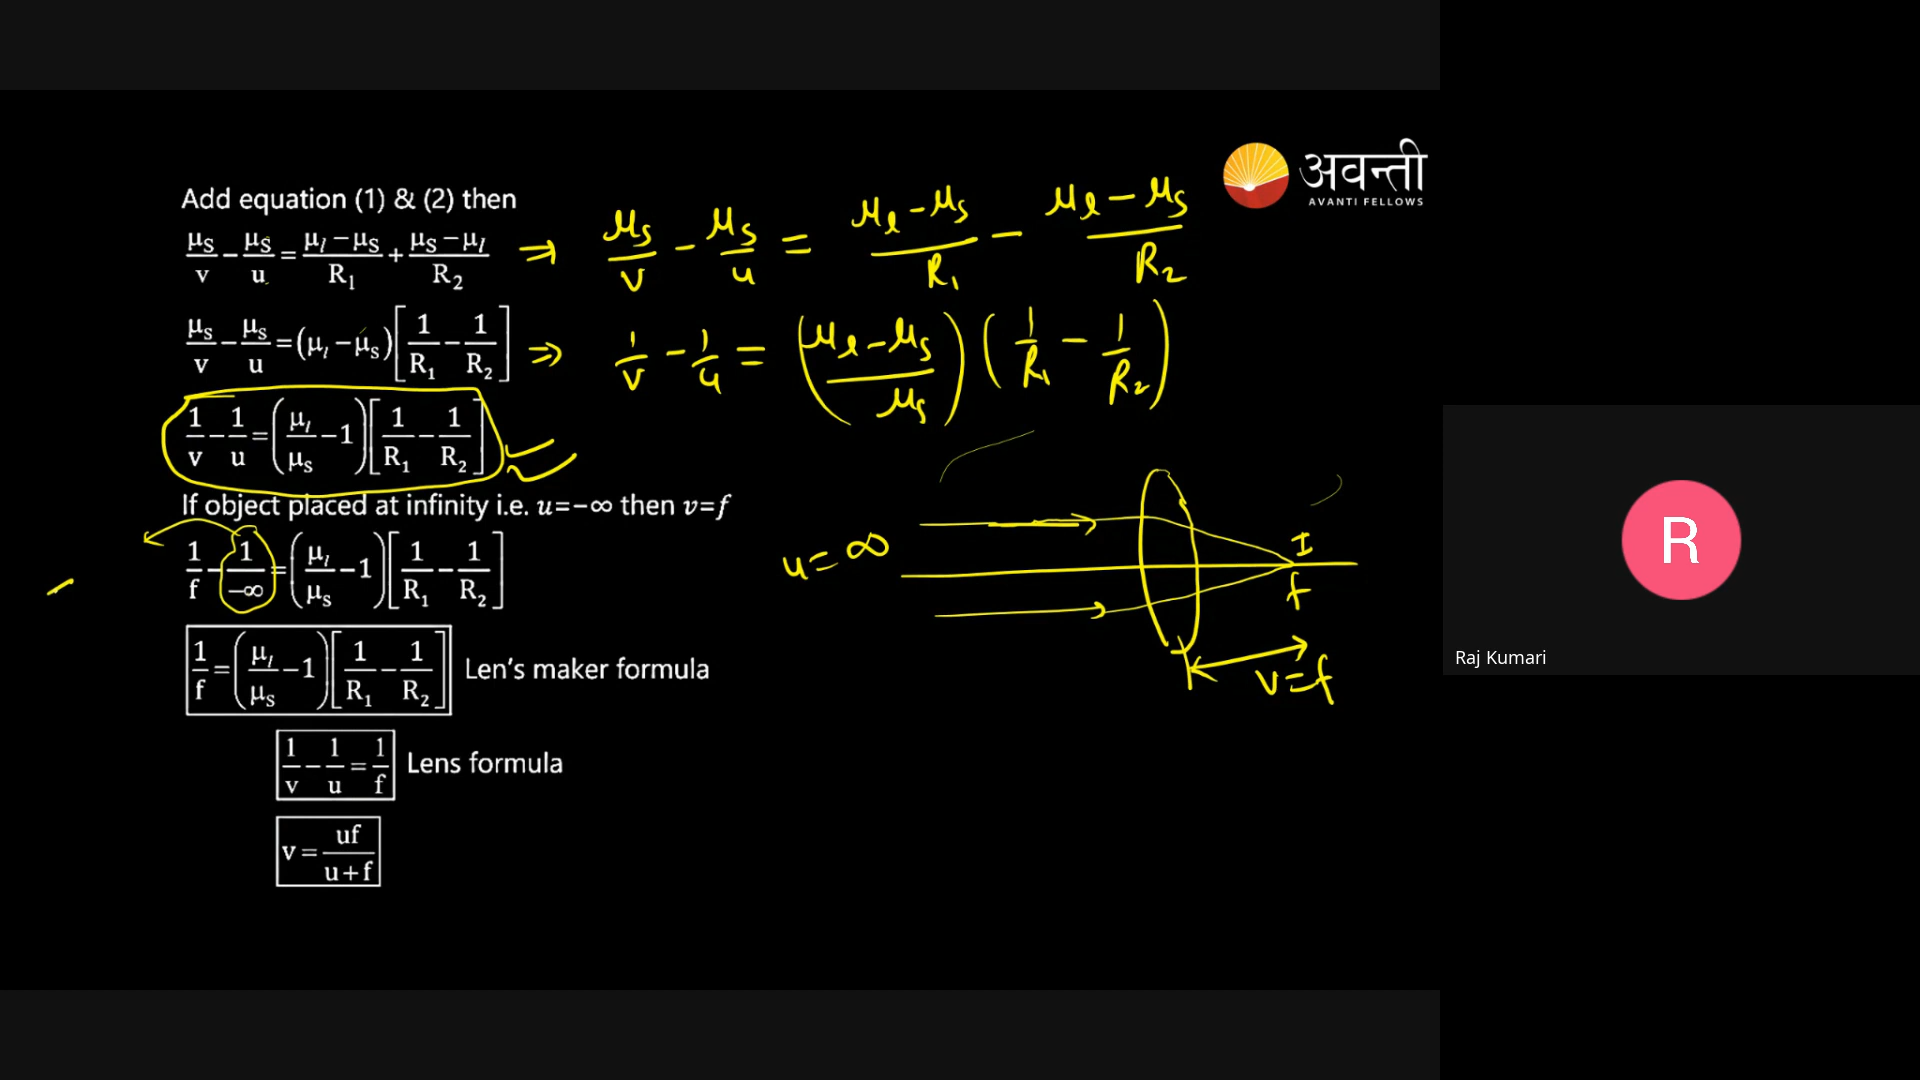 अवन्ती
AVANTI FELLOWS
Add equation (1) & (2) then
μS/v − μS/u = (μl − μS)/R1 + (μS − μl)/R2 ⇒ μs/v − μs/u = (μl − μs)/R1 − (μl − μs)/R2
μs/v − μs/u = (μl − μs)[1/R1 − 1/R2] ⇒ 1/v − 1/u = ((μl − μs)/μs)(1/R1 − 1/R2)
1/v − 1/u = (μl/μs − 1)[1/R1 − 1/R2]
If object placed at infinity i.e. u=−∞ then v=f
1/f − 1/−∞ = (μl/μs − 1)[1/R1 − 1/R2]
u = ∞
I
f
v = f
1/f = (μl/μs − 1)[1/R1 − 1/R2] Len's maker formula
1/v − 1/u = 1/f Lens formula
v = uf/(u+f)
R
Raj Kumari